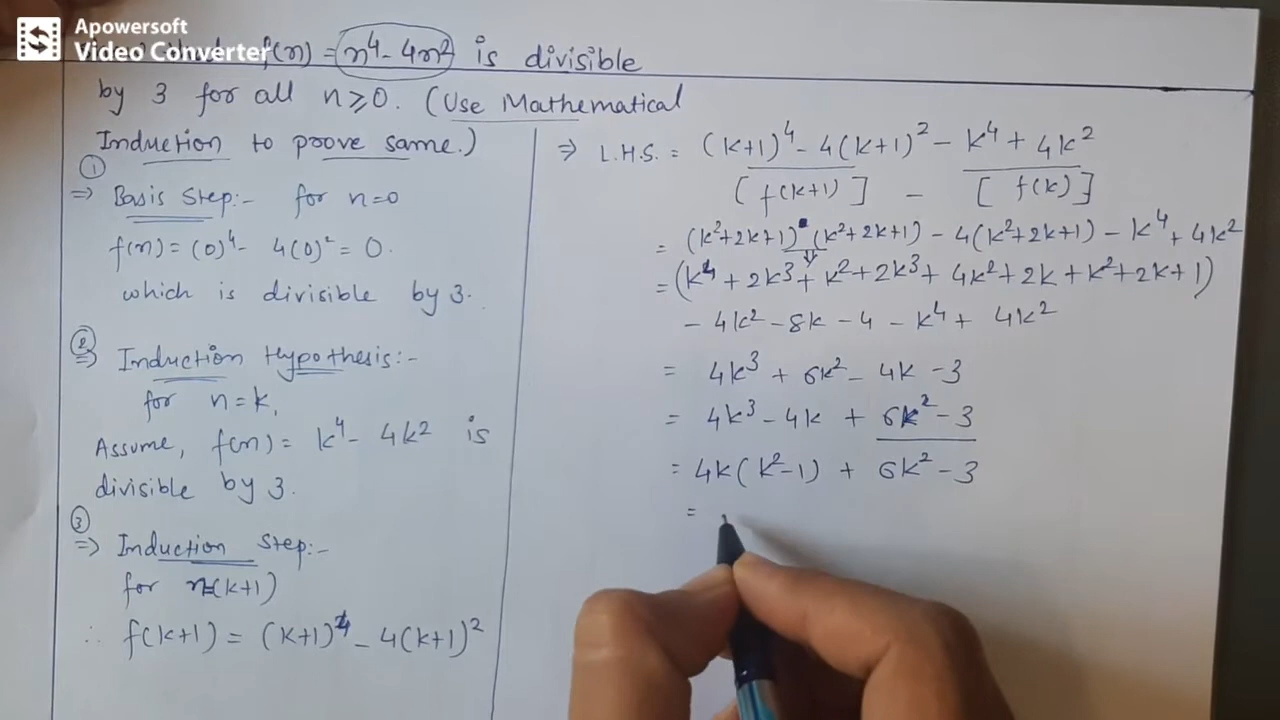 Apowersoft
Video Converter
f(n) = n⁴ - 4n² is divisible
by 3 for all n ≥ 0. (Use Mathematical
Induction to prove same.)
①
⇒ Basis Step:- for n=0
f(n) = (0)⁴ - 4(0)² = 0.
which is divisible by 3.
②
⇒ Induction Hypothesis:-
for n=k,
Assume, f(n) = k⁴ - 4k² is
divisible by 3.
③
⇒ Induction Step:-
for n=(k+1)
∴ f(k+1) = (k+1)⁴ - 4(k+1)²
⇒ L.H.S. = (k+1)⁴ - 4(k+1)² - k⁴ + 4k²
[f(k+1)] - [f(k)]
= (k²+2k+1) (k²+2k+1) - 4(k²+2k+1) - k⁴ + 4k²
= (k⁴ + 2k³ + k² + 2k³ + 4k² + 2k + k² + 2k + 1)
- 4k² - 8k - 4 - k⁴ + 4k²
= 4k³ + 6k² - 4k - 3
= 4k³ - 4k + 6k² - 3
= 4k(k²-1) + 6k² - 3
=